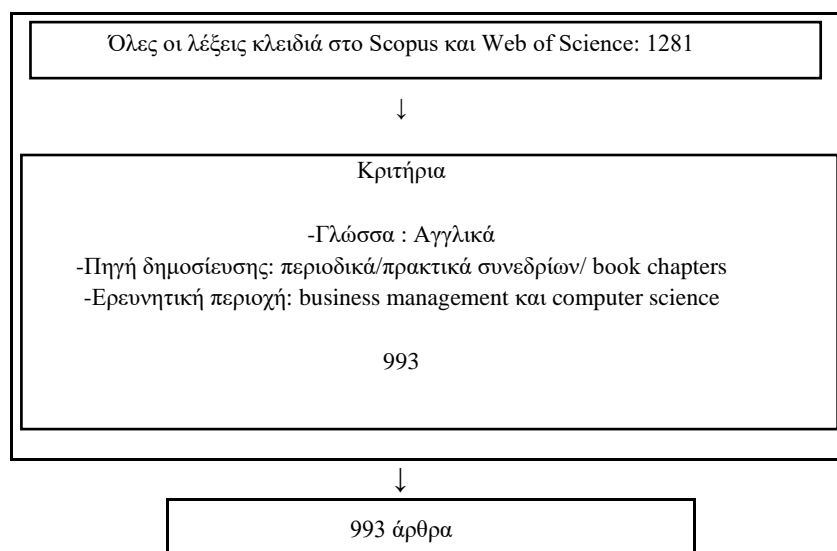 Όλες οι λέξεις κλειδιά στο Scopus και Web of Science: 1281
↓
Κριτήρια
-Γλώσσα : Αγγλικά
-Πηγή δημοσίευσης: περιοδικά/πρακτικά συνεδρίων/ book chapters
-Ερευνητική περιοχή: business management και computer science
993
↓
993 άρθρα